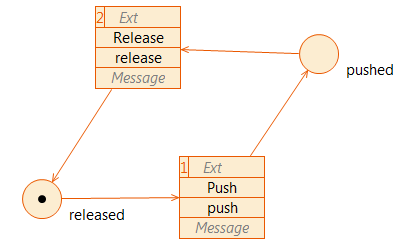 2 Ext
Release
release
Message
pushed
released
1 Ext
Push
push
Message